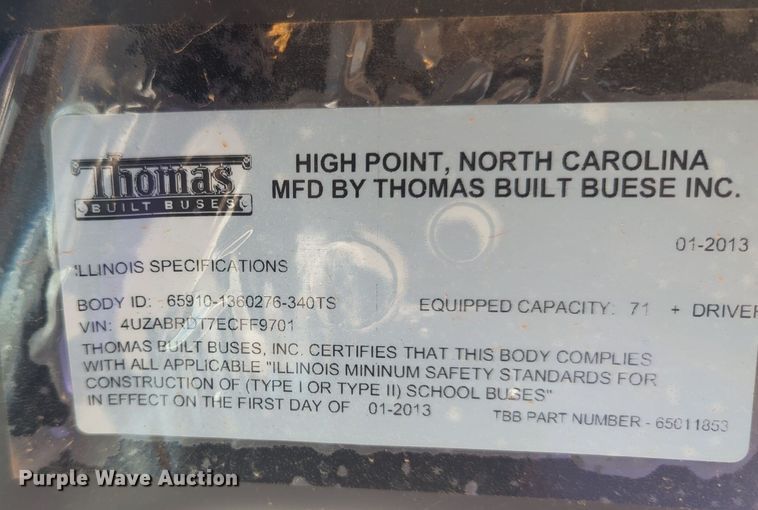 Thomas
BUILT BUSES
HIGH POINT, NORTH CAROLINA
MFD BY THOMAS BUILT BUESE INC.
01-2013
ILLINOIS SPECIFICATIONS
BODY ID: 65910-1360276-340TS EQUIPPED CAPACITY: 71 + DRIVER
VIN: 4UZABRDT7ECFF9701
THOMAS BUILT BUSES, INC. CERTIFIES THAT THIS BODY COMPLIES
WITH ALL APPLICABLE "ILLINOIS MININUM SAFETY STANDARDS FOR
CONSTRUCTION OF (TYPE I OR TYPE II) SCHOOL BUSES"
IN EFFECT ON THE FIRST DAY OF 01-2013 TBB PART NUMBER - 65011853
Purple Wave Auction